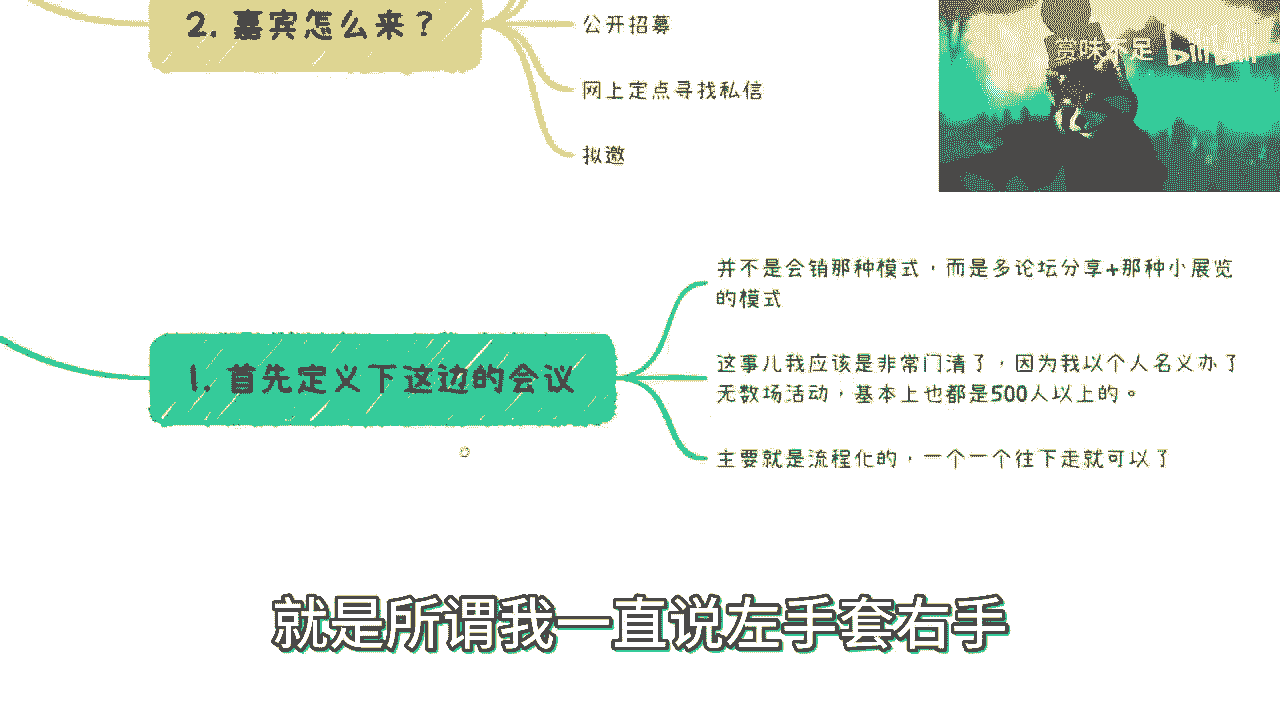 2. 嘉宾怎么来？
公开招募
网上定点寻找私信
拟邀
赏味不足 bilibili
并不是会销那种模式，而是多论坛分享+那种小展览
的模式
1. 首先定义下这边的会议
这事儿我应该是非常门清了，因为我以个人名义办了
无数场活动，基本上也都是500人以上的。
主要就是流程化的，一个一个往下走就可以了
就是所谓我一直说左手套右手